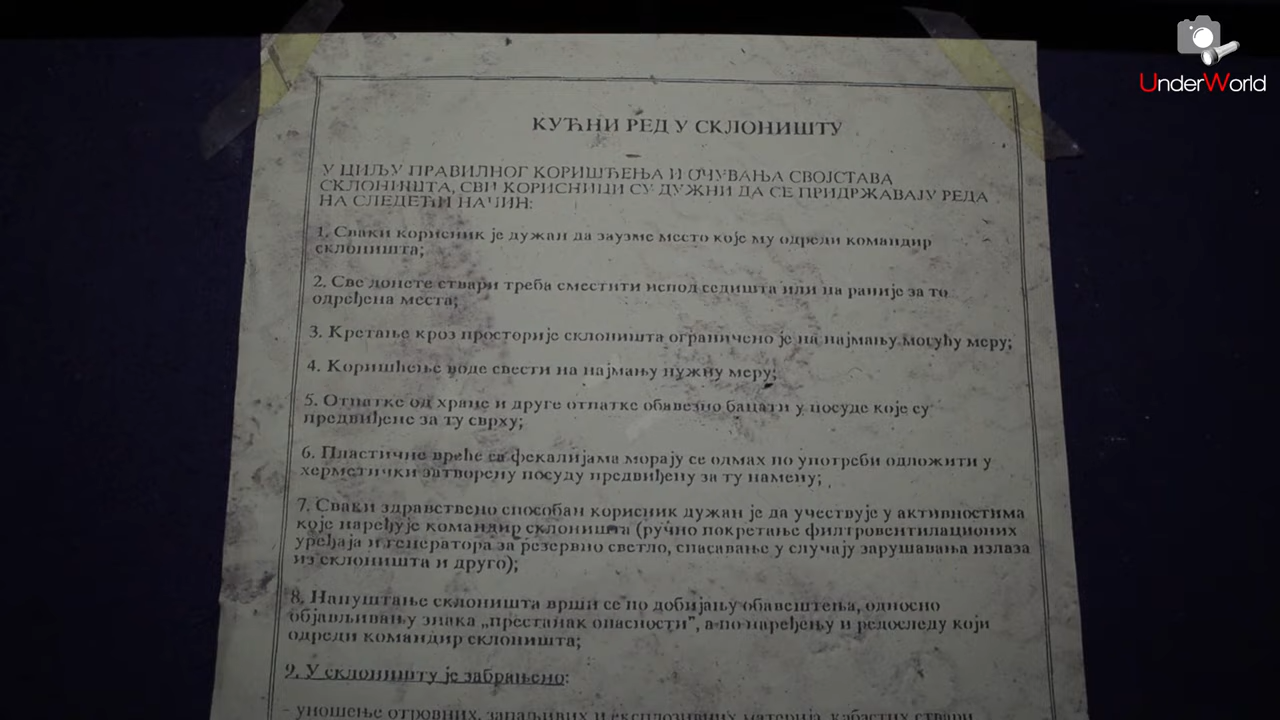 UnderWorld
КУЋНИ РЕД У СКЛОНИШТУ
У ЦИЉУ ПРАВИЛНОГ КОРИШЋЕЊА И ОЧУВАЊА СВОЈСТАВА
СКЛОНИШТА, СВИ КОРИСНИЦИ СУ ДУЖНИ ДА СЕ ПРИДРЖАВАЈУ РЕДА
НА СЛЕДЕЋИ НАЧИН:
1. Сваки корисник је дужан да заузме место које му одреди командир
склоништа;
2. Све донете ствари треба сместити испод седишта или на раније за то
одређена места;
3. Кретање кроз просторије склоништа ограничено је на најмању могућу меру;
4. Коришћење воде свести на најмању нужну меру;
5. Отпатке од хране и друге отпатке обавезно бацати у посуде које су
предвиђене за ту сврху;
6. Пластичне вреће са фекалијама морају се одмах по употреби одложити у
херметички затворену посуду предвиђену за ту намену;
7. Сваки здравствено способан корисник дужан је да учествује у активностима
које наређује командир склоништа (ручно покретање филтровентилационих
уређаја и генератора за резервно светло, спасавање у случају зарушавања излаза
из склоништа и друго);
8. Напуштање склоништа врши се по добијању обавештења, односно
објављивању знака „престанак опасности”, а по наређењу и редоследу који
одреди командир склоништа;
9. У склоништу је забрањено:
- уношење отровних, запаљивих и експлозивних материја, кабастих ствари